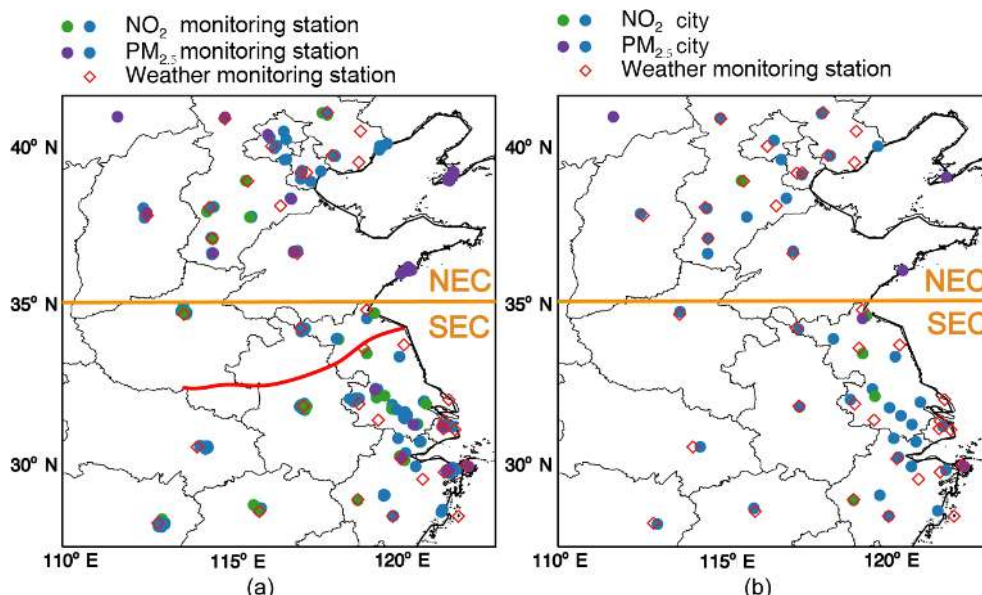 NO₂ monitoring station
PM₂.₅ monitoring station
Weather monitoring station
NO₂ city
PM₂.₅ city
Weather monitoring station
40° N
35° N
30° N
NEC
SEC
110° E
115° E
120° E
(a)
40° N
35° N
30° N
NEC
SEC
110° E
115° E
120° E
(b)